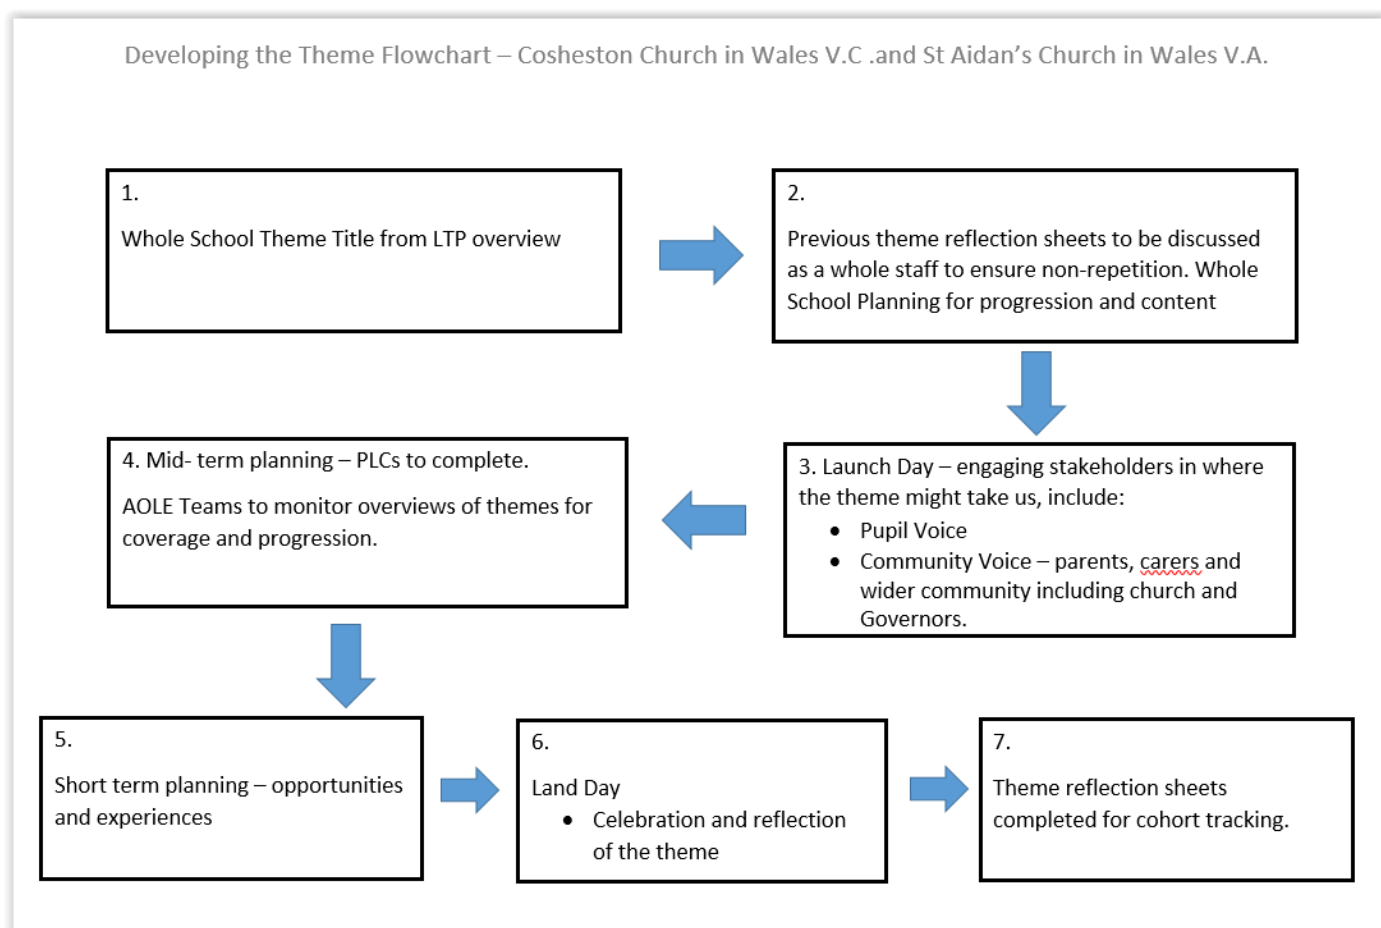 Developing the Theme Flowchart – Cosheston Church in Wales V.C .and St Aidan’s Church in Wales V.A.
1.
Whole School Theme Title from LTP overview
2.
Previous theme reflection sheets to be discussed
as a whole staff to ensure non-repetition. Whole
School Planning for progression and content
3. Launch Day – engaging stakeholders in where
the theme might take us, include:
• Pupil Voice
• Community Voice – parents, carers and
wider community including church and
Governors.
4. Mid- term planning – PLCs to complete.
AOLE Teams to monitor overviews of themes for
coverage and progression.
5.
Short term planning – opportunities
and experiences
6.
Land Day
• Celebration and reflection
of the theme
7.
Theme reflection sheets
completed for cohort tracking.